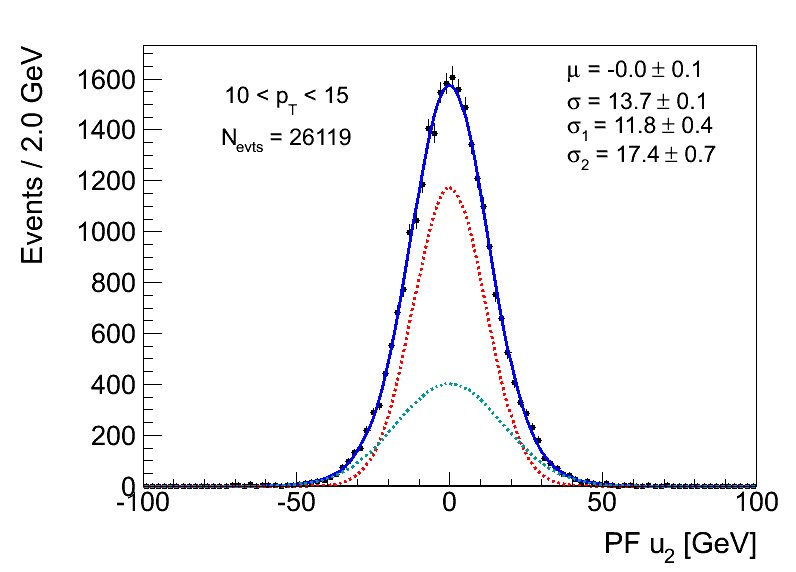 Events / 2.0 GeV
1600
1400
1200
1000
800
600
400
200
0
10 < p_T < 15
N_evts = 26119
μ = -0.0 ± 0.1
σ = 13.7 ± 0.1
σ_1 = 11.8 ± 0.4
σ_2 = 17.4 ± 0.7
-100 -50 0 50 100
PF u_2 [GeV]